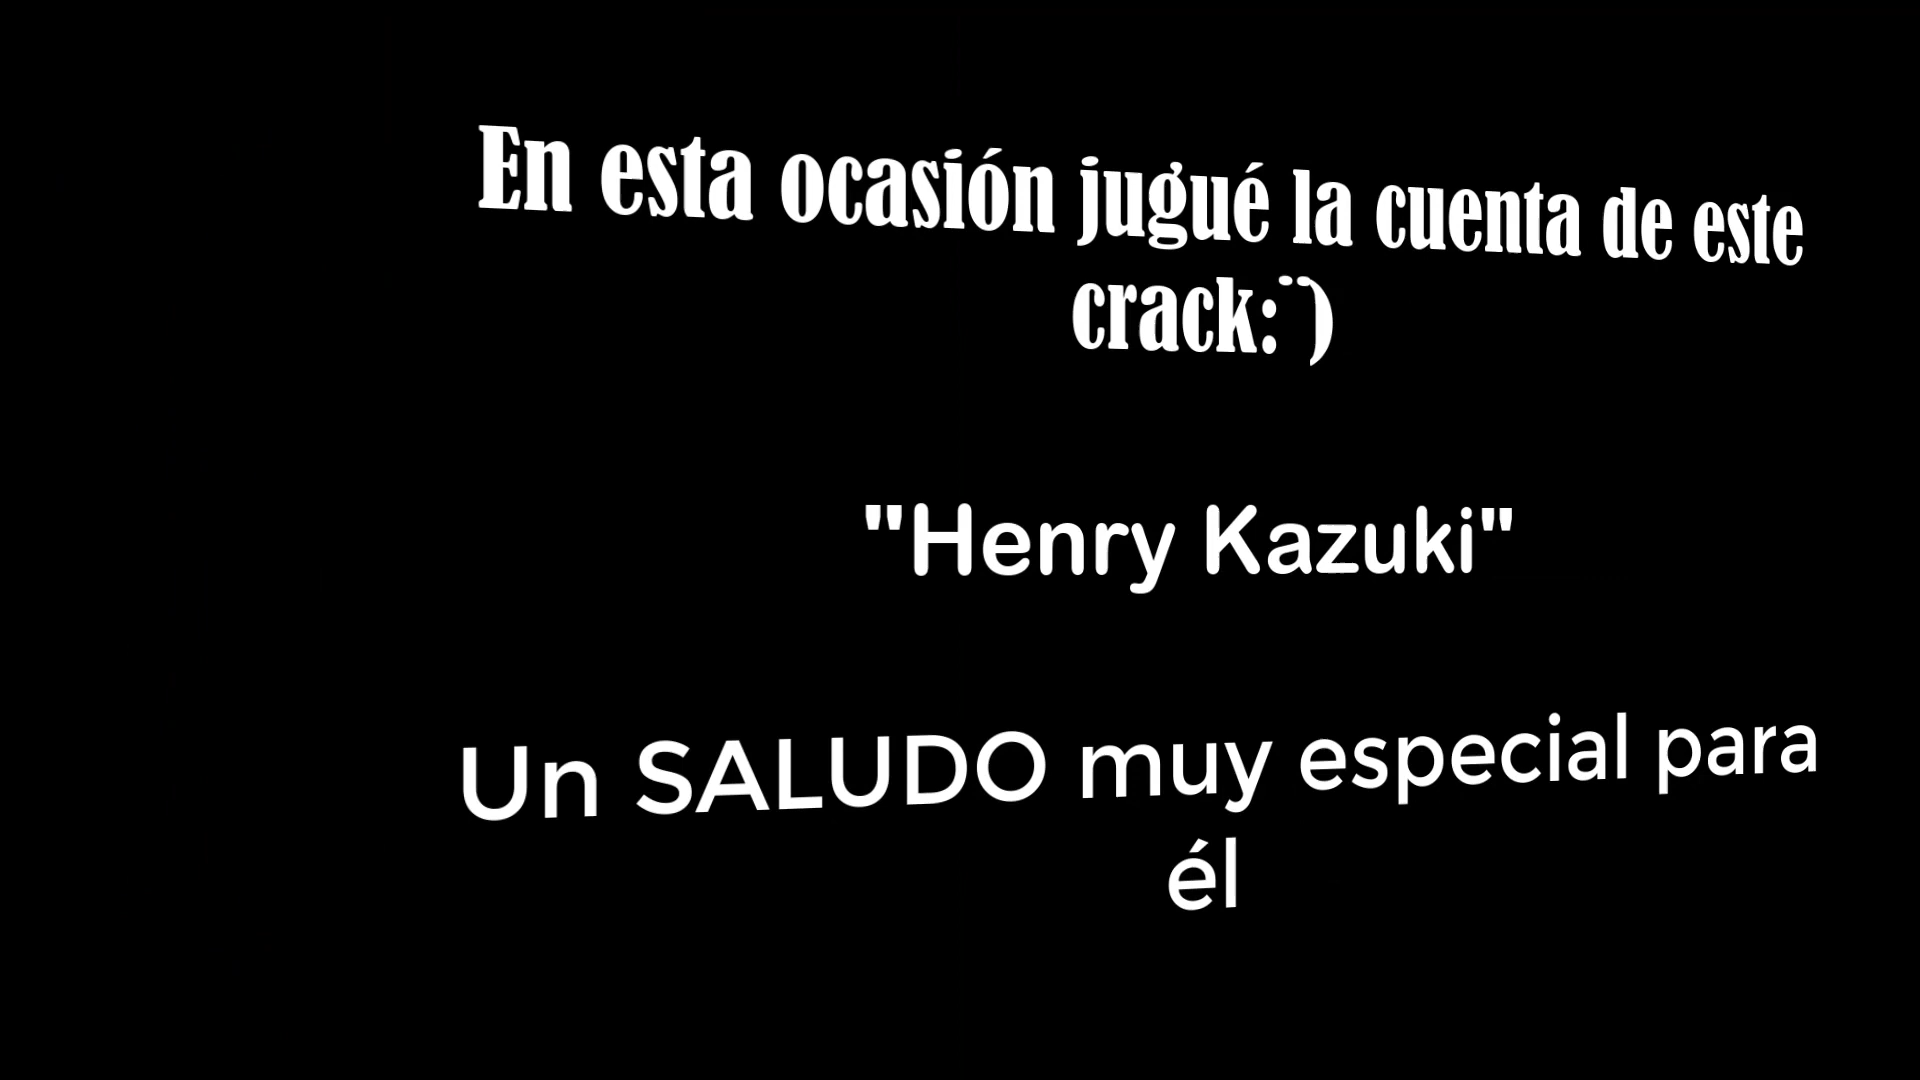 En esta ocasión jugué la cuenta de este
crack:¨)
"Henry Kazuki"
Un SALUDO muy especial para
él